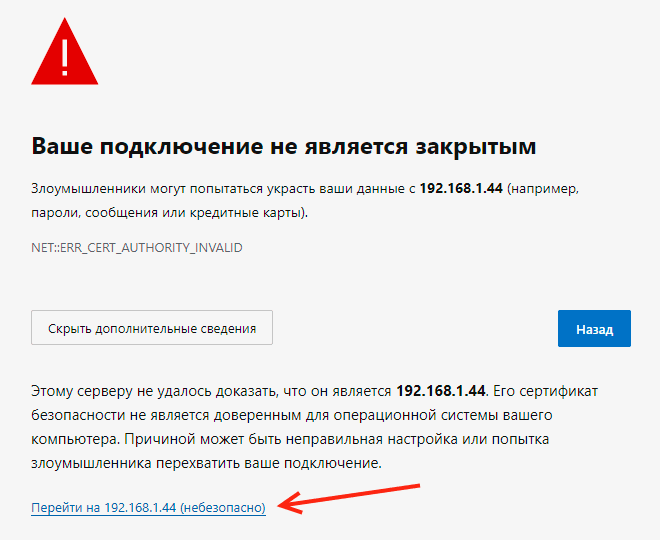 Ваше подключение не является закрытым
Злоумышленники могут попытаться украсть ваши данные с 192.168.1.44 (например,
пароли, сообщения или кредитные карты).
NET::ERR_CERT_AUTHORITY_INVALID
Скрыть дополнительные сведения
Назад
Этому серверу не удалось доказать, что он является 192.168.1.44. Его сертификат
безопасности не является доверенным для операционной системы вашего
компьютера. Причиной может быть неправильная настройка или попытка
злоумышленника перехватить ваше подключение.
Перейти на 192.168.1.44 (небезопасно)